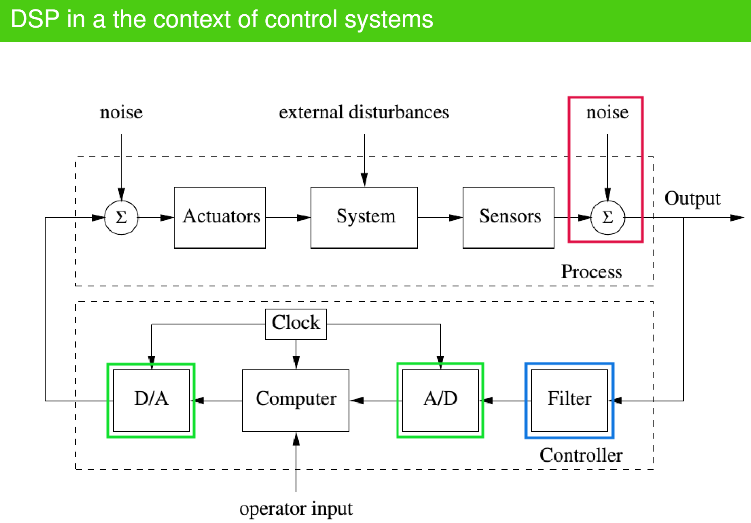 DSP in a the context of control systems
noise
external disturbances
noise
Σ
Actuators
System
Sensors
Σ
Output
Process
Clock
D/A
Computer
A/D
Filter
Controller
operator input